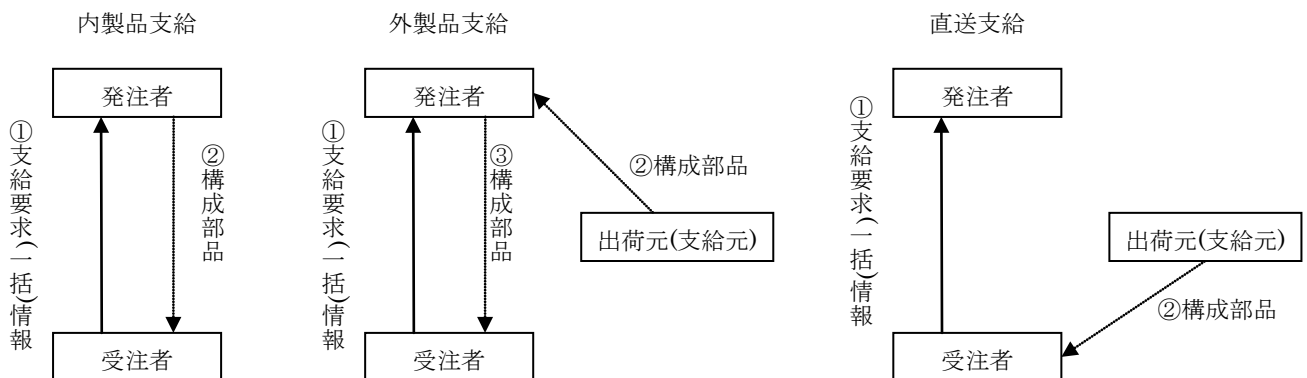 内製品支給
発注者
①支給要求(一括)情報
②構成部品
受注者
外製品支給
発注者
①支給要求(一括)情報
③構成部品
②構成部品
出荷元(支給元)
受注者
直送支給
発注者
①支給要求(一括)情報
出荷元(支給元)
②構成部品
受注者